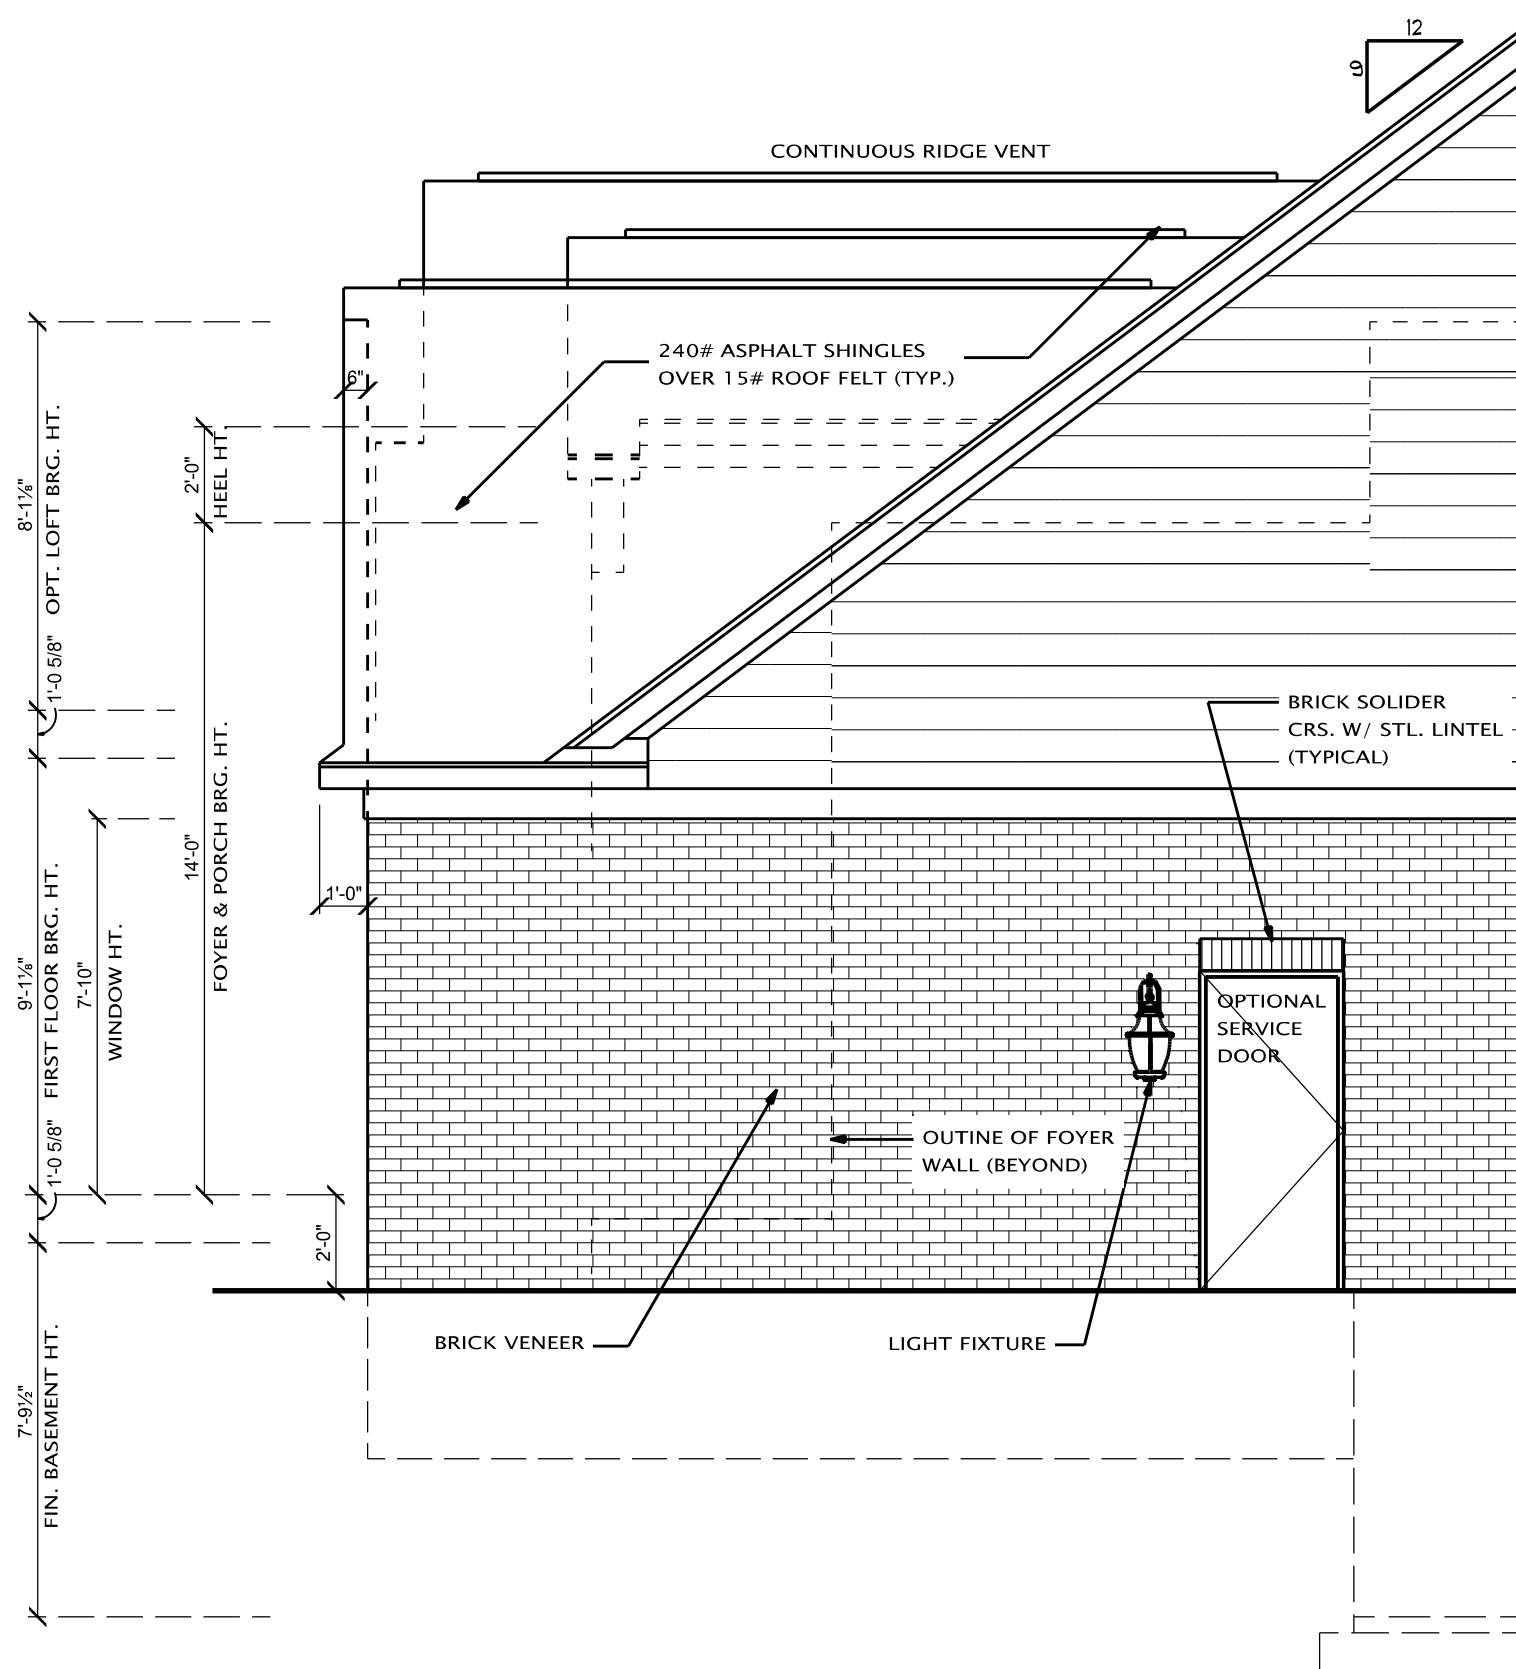 12
9
CONTINUOUS RIDGE VENT
240# ASPHALT SHINGLES
OVER 15# ROOF FELT (TYP.)
6"
2'-0"
HEEL HT.
8'-1⅛"
OPT. LOFT BRG. HT.
1'-0 5/8"
BRICK SOLIDER
CRS. W/ STL. LINTEL
(TYPICAL)
14'-0"
FOYER & PORCH BRG. HT.
1'-0"
9'-1⅛"
FIRST FLOOR BRG. HT.
7'-10"
WINDOW HT.
1'-0 5/8"
OPTIONAL
SERVICE
DOOR
OUTINE OF FOYER
WALL (BEYOND)
2'-0"
BRICK VENEER
LIGHT FIXTURE
7'-9½"
FIN. BASEMENT HT.